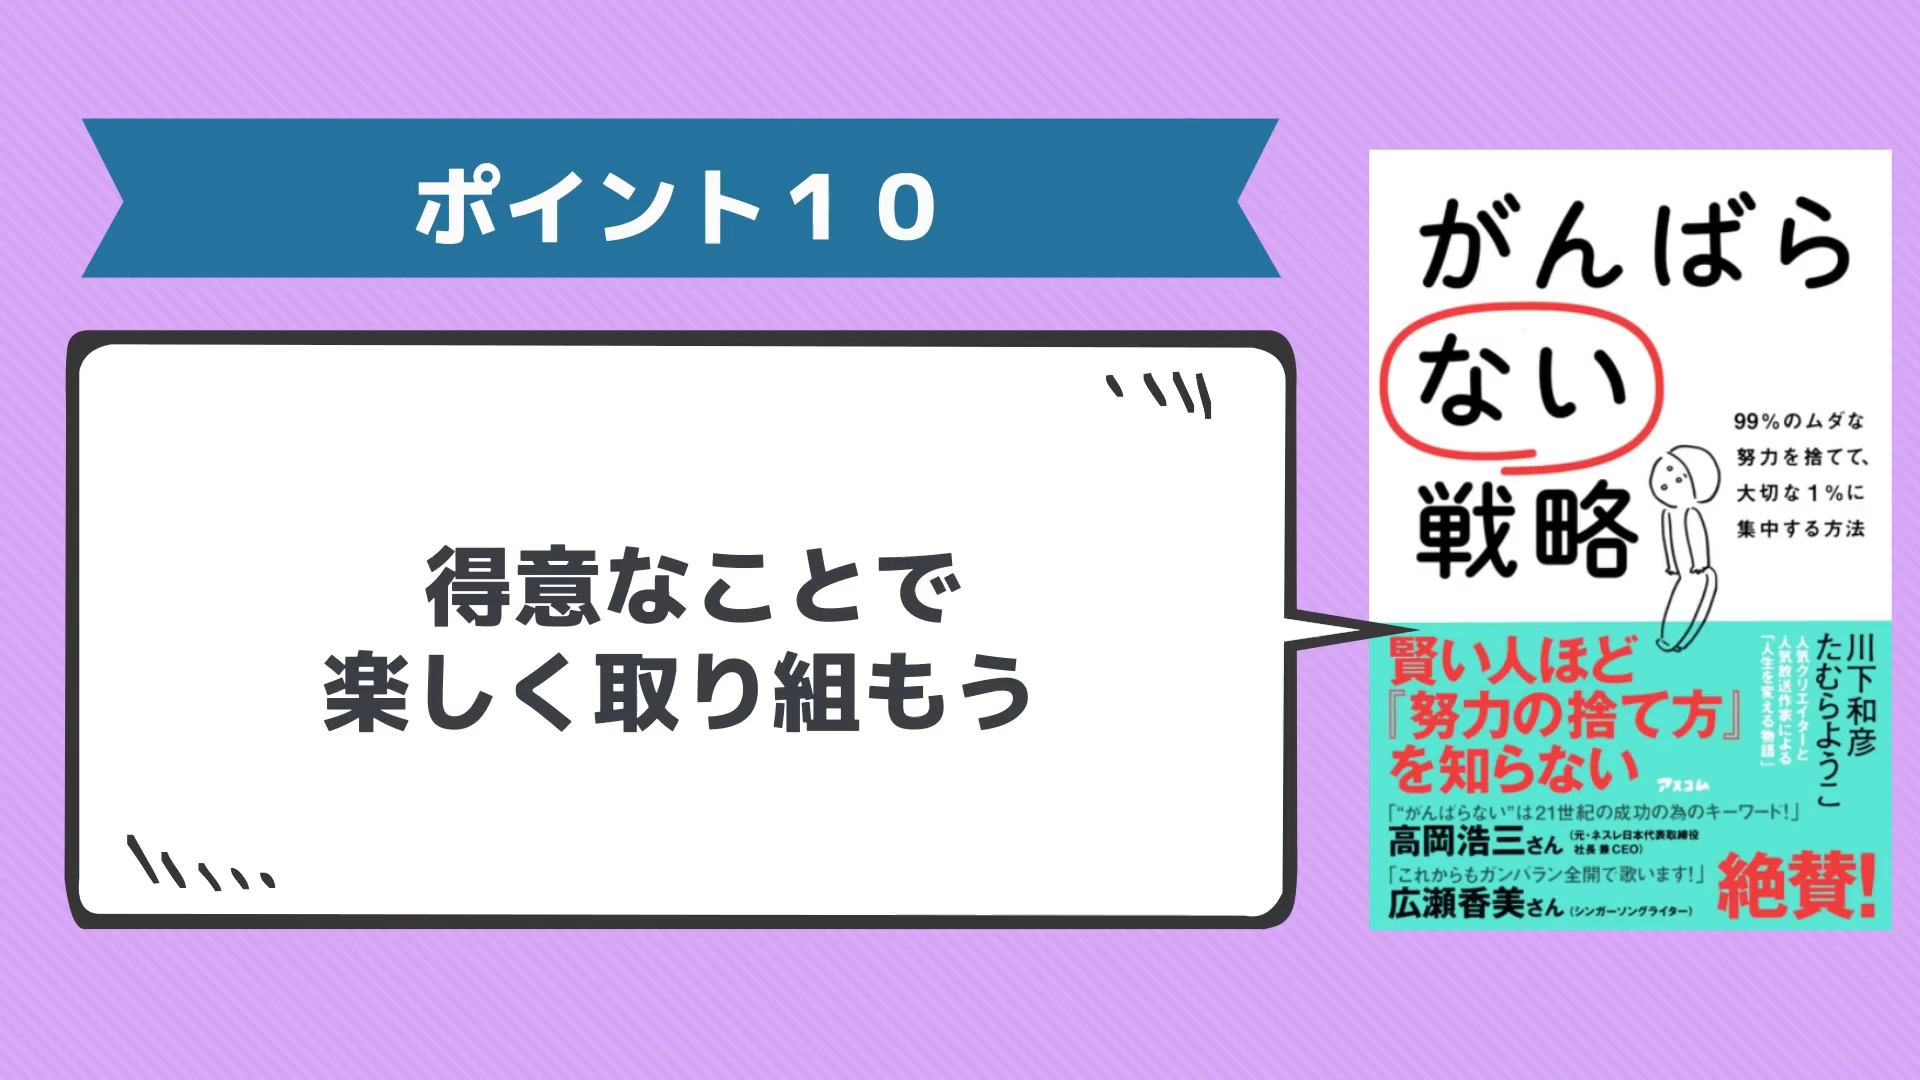 ポイント１０
得意なことで
楽しく取り組もう
がんばら
ない
戦略
99%のムダな
努力を捨てて、
大切な1%に
集中する方法
川下和彦
たむらようこ
人気クリエイターと
人気放送作家による
「人生を変える物語」
賢い人ほど
『努力の捨て方』
を知らない
アスコム
「“がんばらない”は21世紀の成功の為のキーワード!」
高岡浩三さん（元・ネスレ日本代表取締役
社長 兼 CEO）
「これからもガンバラン全開で歌います!」
広瀬香美さん（シンガーソングライター）
絶賛!